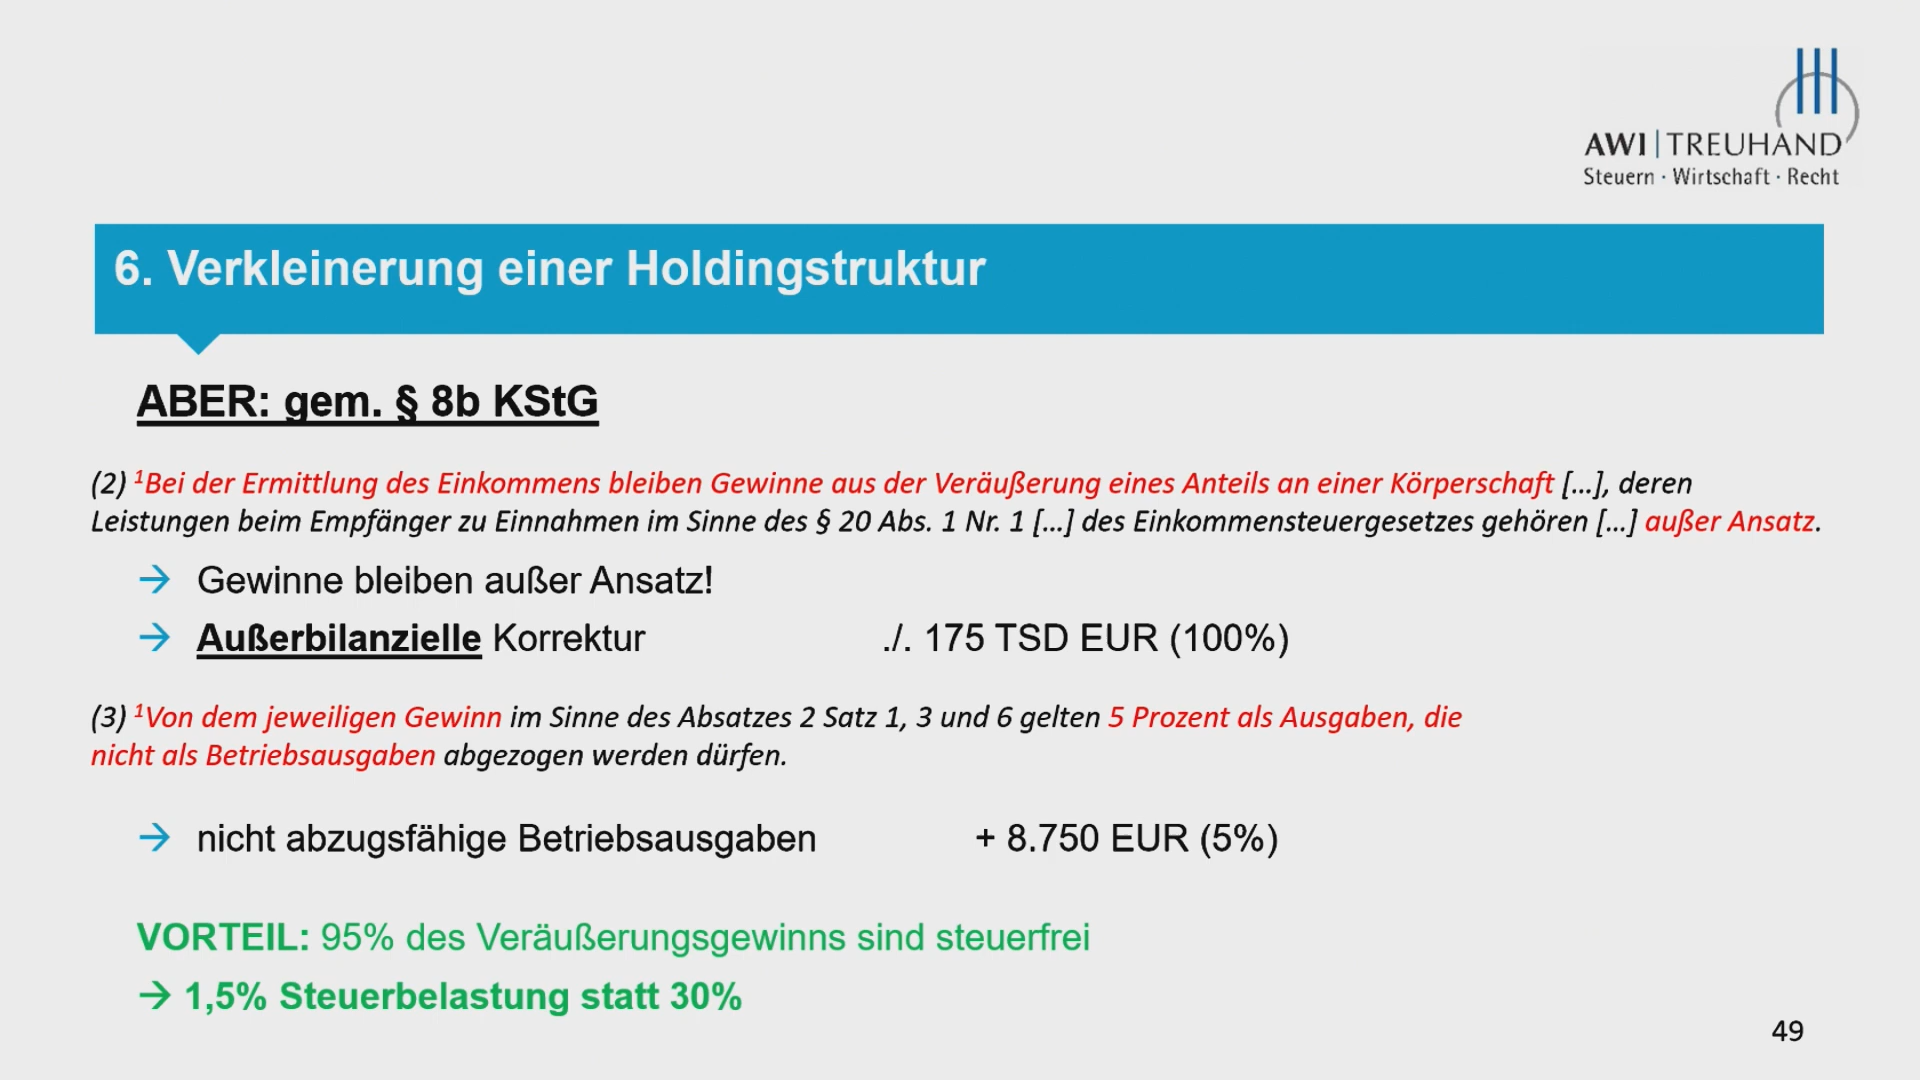 AWI|TREUHAND
Steuern · Wirtschaft · Recht
6. Verkleinerung einer Holdingstruktur
ABER: gem. § 8b KStG
(2) ¹Bei der Ermittlung des Einkommens bleiben Gewinne aus der Veräußerung eines Anteils an einer Körperschaft […], deren
Leistungen beim Empfänger zu Einnahmen im Sinne des § 20 Abs. 1 Nr. 1 […] des Einkommensteuergesetzes gehören […] außer Ansatz.
→ Gewinne bleiben außer Ansatz!
→ Außerbilanzielle Korrektur ./. 175 TSD EUR (100%)
(3) ¹Von dem jeweiligen Gewinn im Sinne des Absatzes 2 Satz 1, 3 und 6 gelten 5 Prozent als Ausgaben, die
nicht als Betriebsausgaben abgezogen werden dürfen.
→ nicht abzugsfähige Betriebsausgaben + 8.750 EUR (5%)
VORTEIL: 95% des Veräußerungsgewinns sind steuerfrei
→ 1,5% Steuerbelastung statt 30%
49